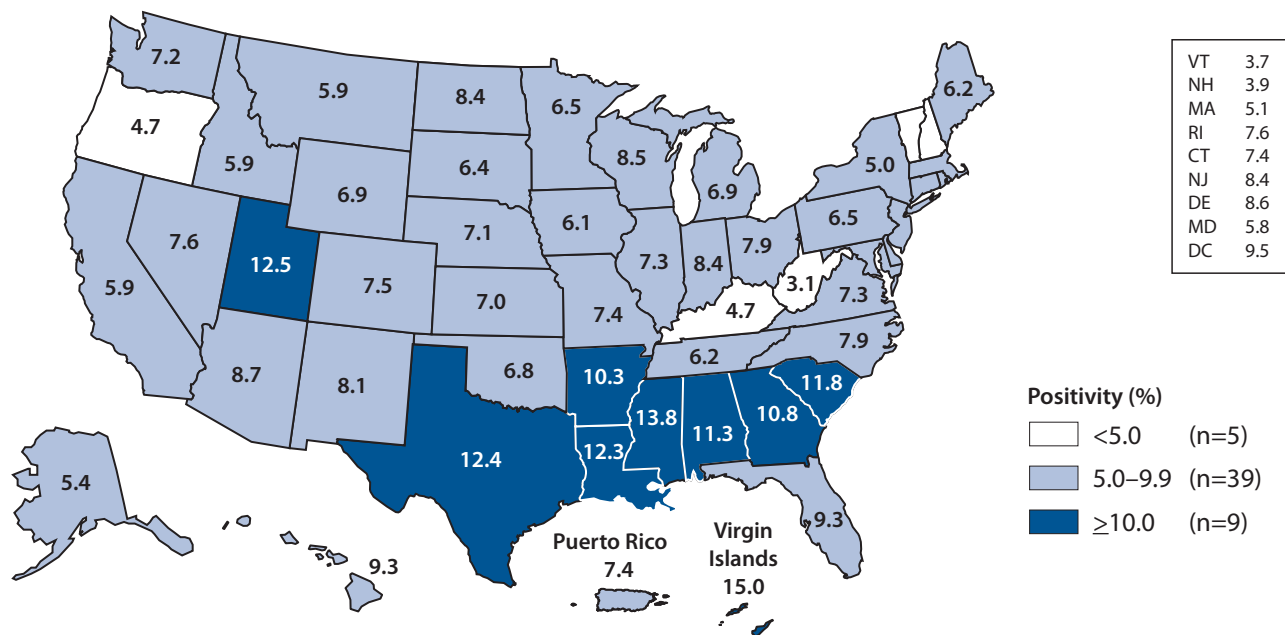 7.2
5.9
8.4
6.5
6.2
4.7
5.9
6.9
6.4
8.5
6.9
5.0
7.6
12.5
7.5
7.1
6.1
7.3
8.4
7.9
6.5
5.9
7.0
7.4
4.7
3.1
7.3
8.7
8.1
6.8
10.3
6.2
7.9
12.4
12.3
13.8
11.3
10.8
11.8
5.4
9.3
9.3
Puerto Rico
7.4
Virgin
Islands
15.0
VT 3.7
NH 3.9
MA 5.1
RI 7.6
CT 7.4
NJ 8.4
DE 8.6
MD 5.8
DC 9.5
Positivity (%)
<5.0 (n=5)
5.0–9.9 (n=39)
≥10.0 (n=9)